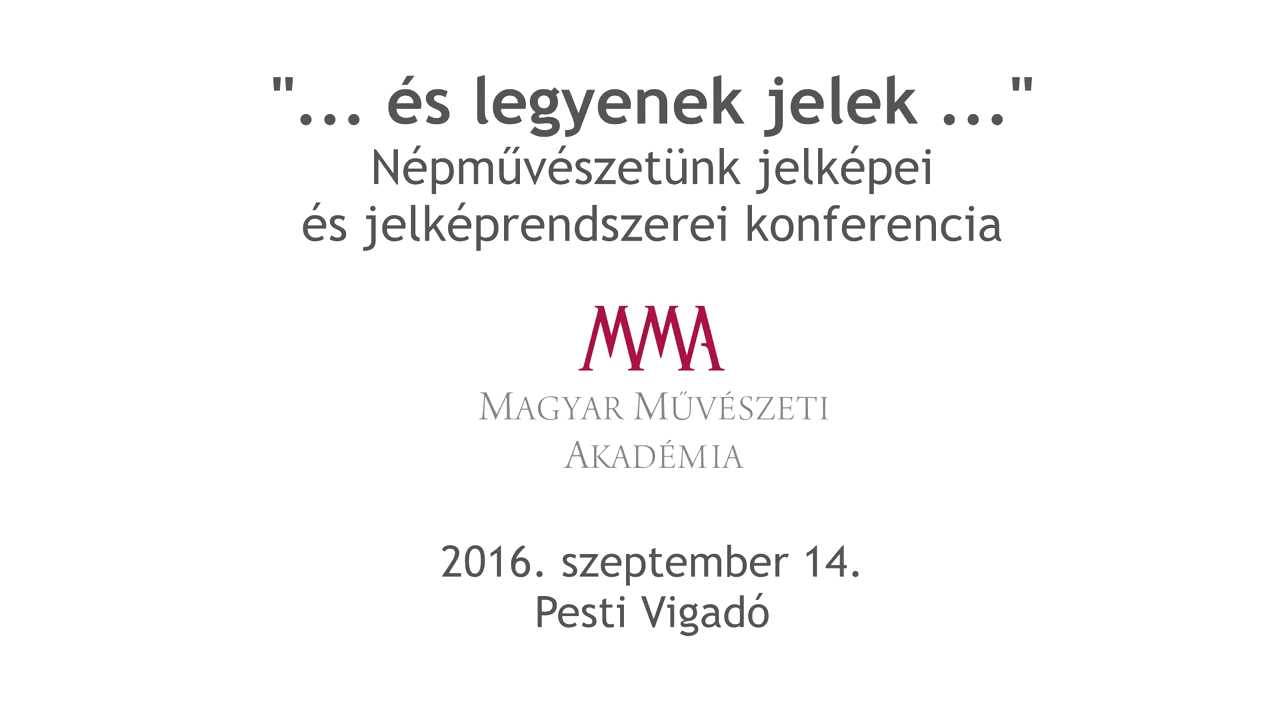 "... és legyenek jelek ..."
Népművészetünk jelképei
és jelképrendszerei konferencia
MMA
Magyar Művészeti
Akadémia
2016. szeptember 14.
Pesti Vigadó